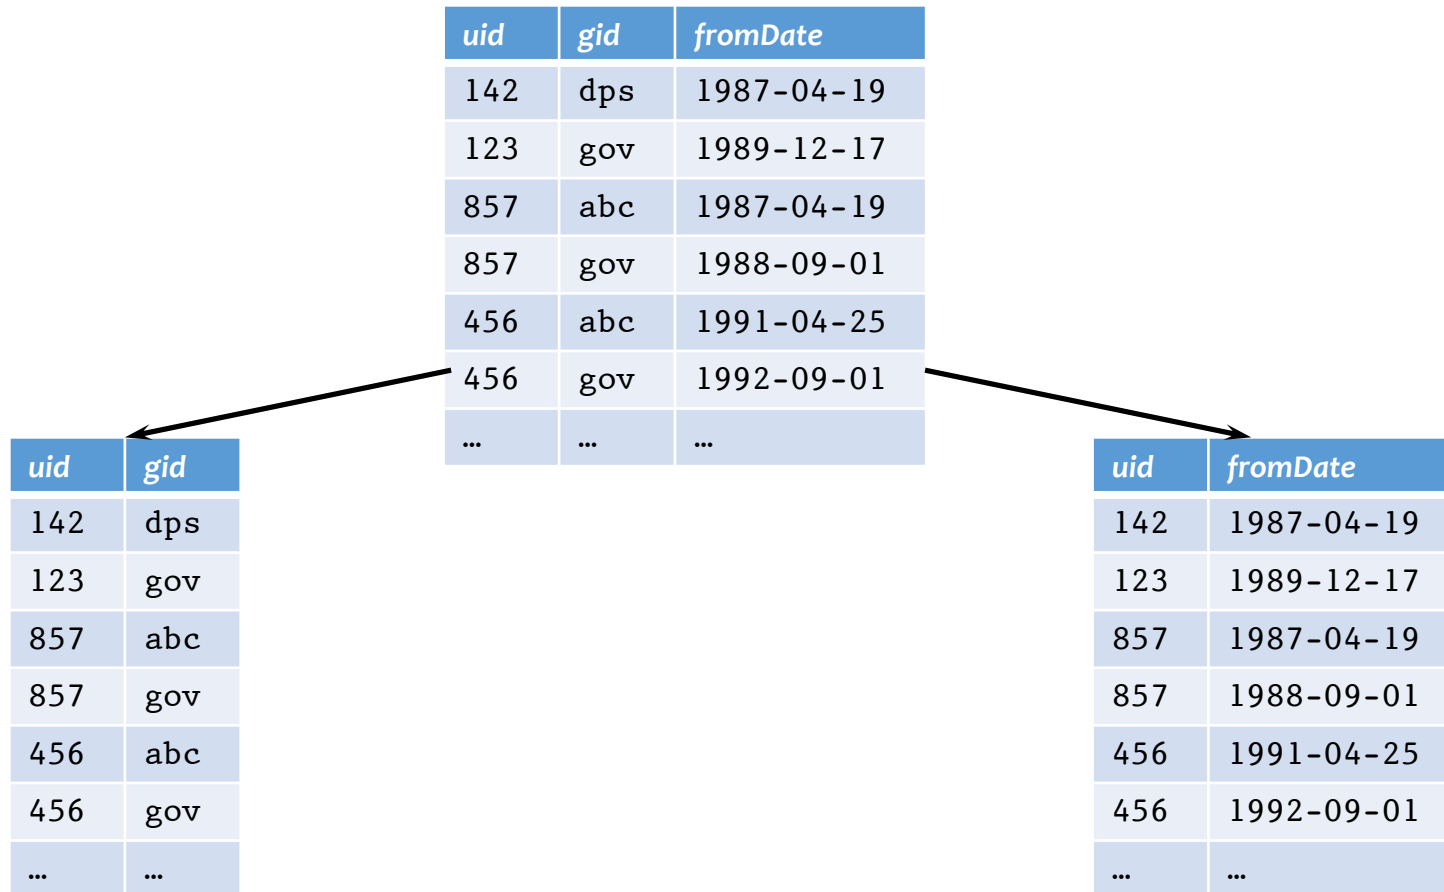 uid gid fromDate
142 dps 1987-04-19
123 gov 1989-12-17
857 abc 1987-04-19
857 gov 1988-09-01
456 abc 1991-04-25
456 gov 1992-09-01
… … …
uid gid
142 dps
123 gov
857 abc
857 gov
456 abc
456 gov
… …
uid fromDate
142 1987-04-19
123 1989-12-17
857 1987-04-19
857 1988-09-01
456 1991-04-25
456 1992-09-01
… …